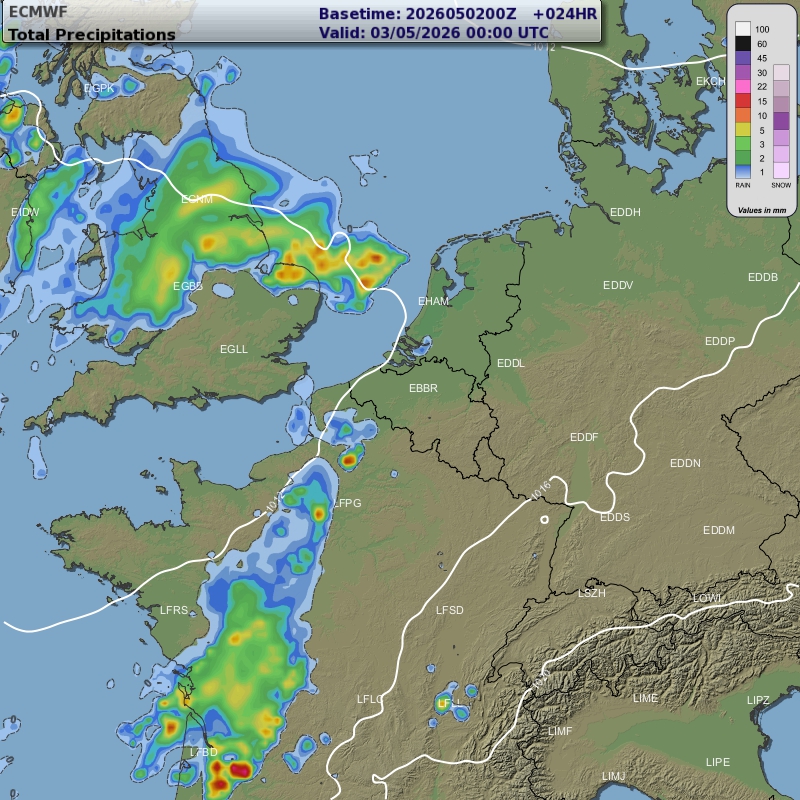 ECMWF
Basetime: 2026050200Z +024HR
Total Precipitations
Valid: 03/05/2026 00:00 UTC
1012
100
60
45
30
22
15
10
5
3
2
1
RAIN
SNOW
Values in mm
EGPK
EKCH
EIDW
EGNM
EDDH
EGBB
EDDV
EDDB
EHAM
EGLL
EDDP
EDDL
EBBR
EDDF
EDDN
1012
LFPG
1016
EDDS
EDDM
LFRS
LFSD
LSZH
LOWI
LFLC
LFLL
LIME
LIPZ
LIMF
LFBD
LIPE
LIMJ